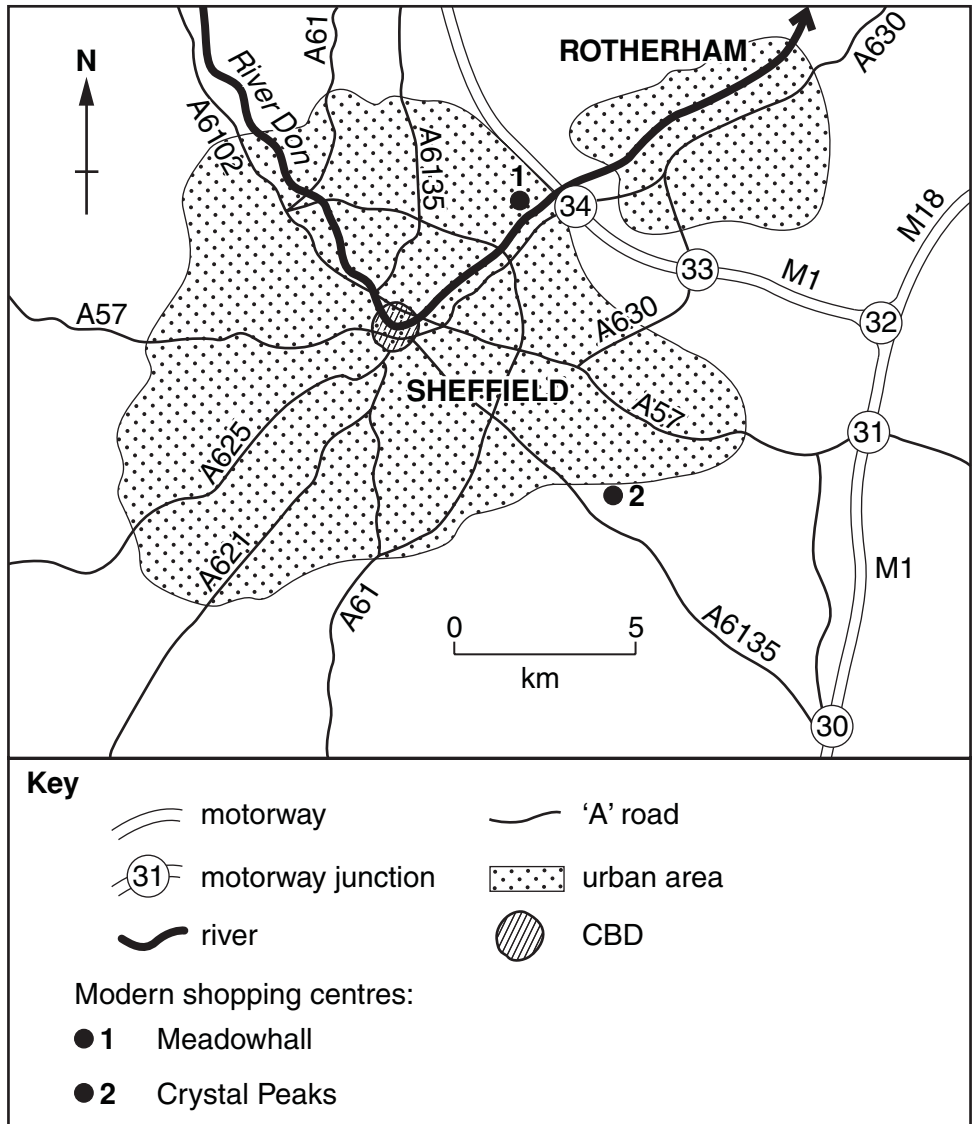 N
ROTHERHAM
A630
A61
River Don
A6102
A6135
1
34
M18
33
M1
32
A57
A630
SHEFFIELD
A57
31
A625
2
A621
A61
M1
0 5
km
A6135
30
Key
motorway
'A' road
31
motorway junction
urban area
river
CBD
Modern shopping centres:
1 Meadowhall
2 Crystal Peaks